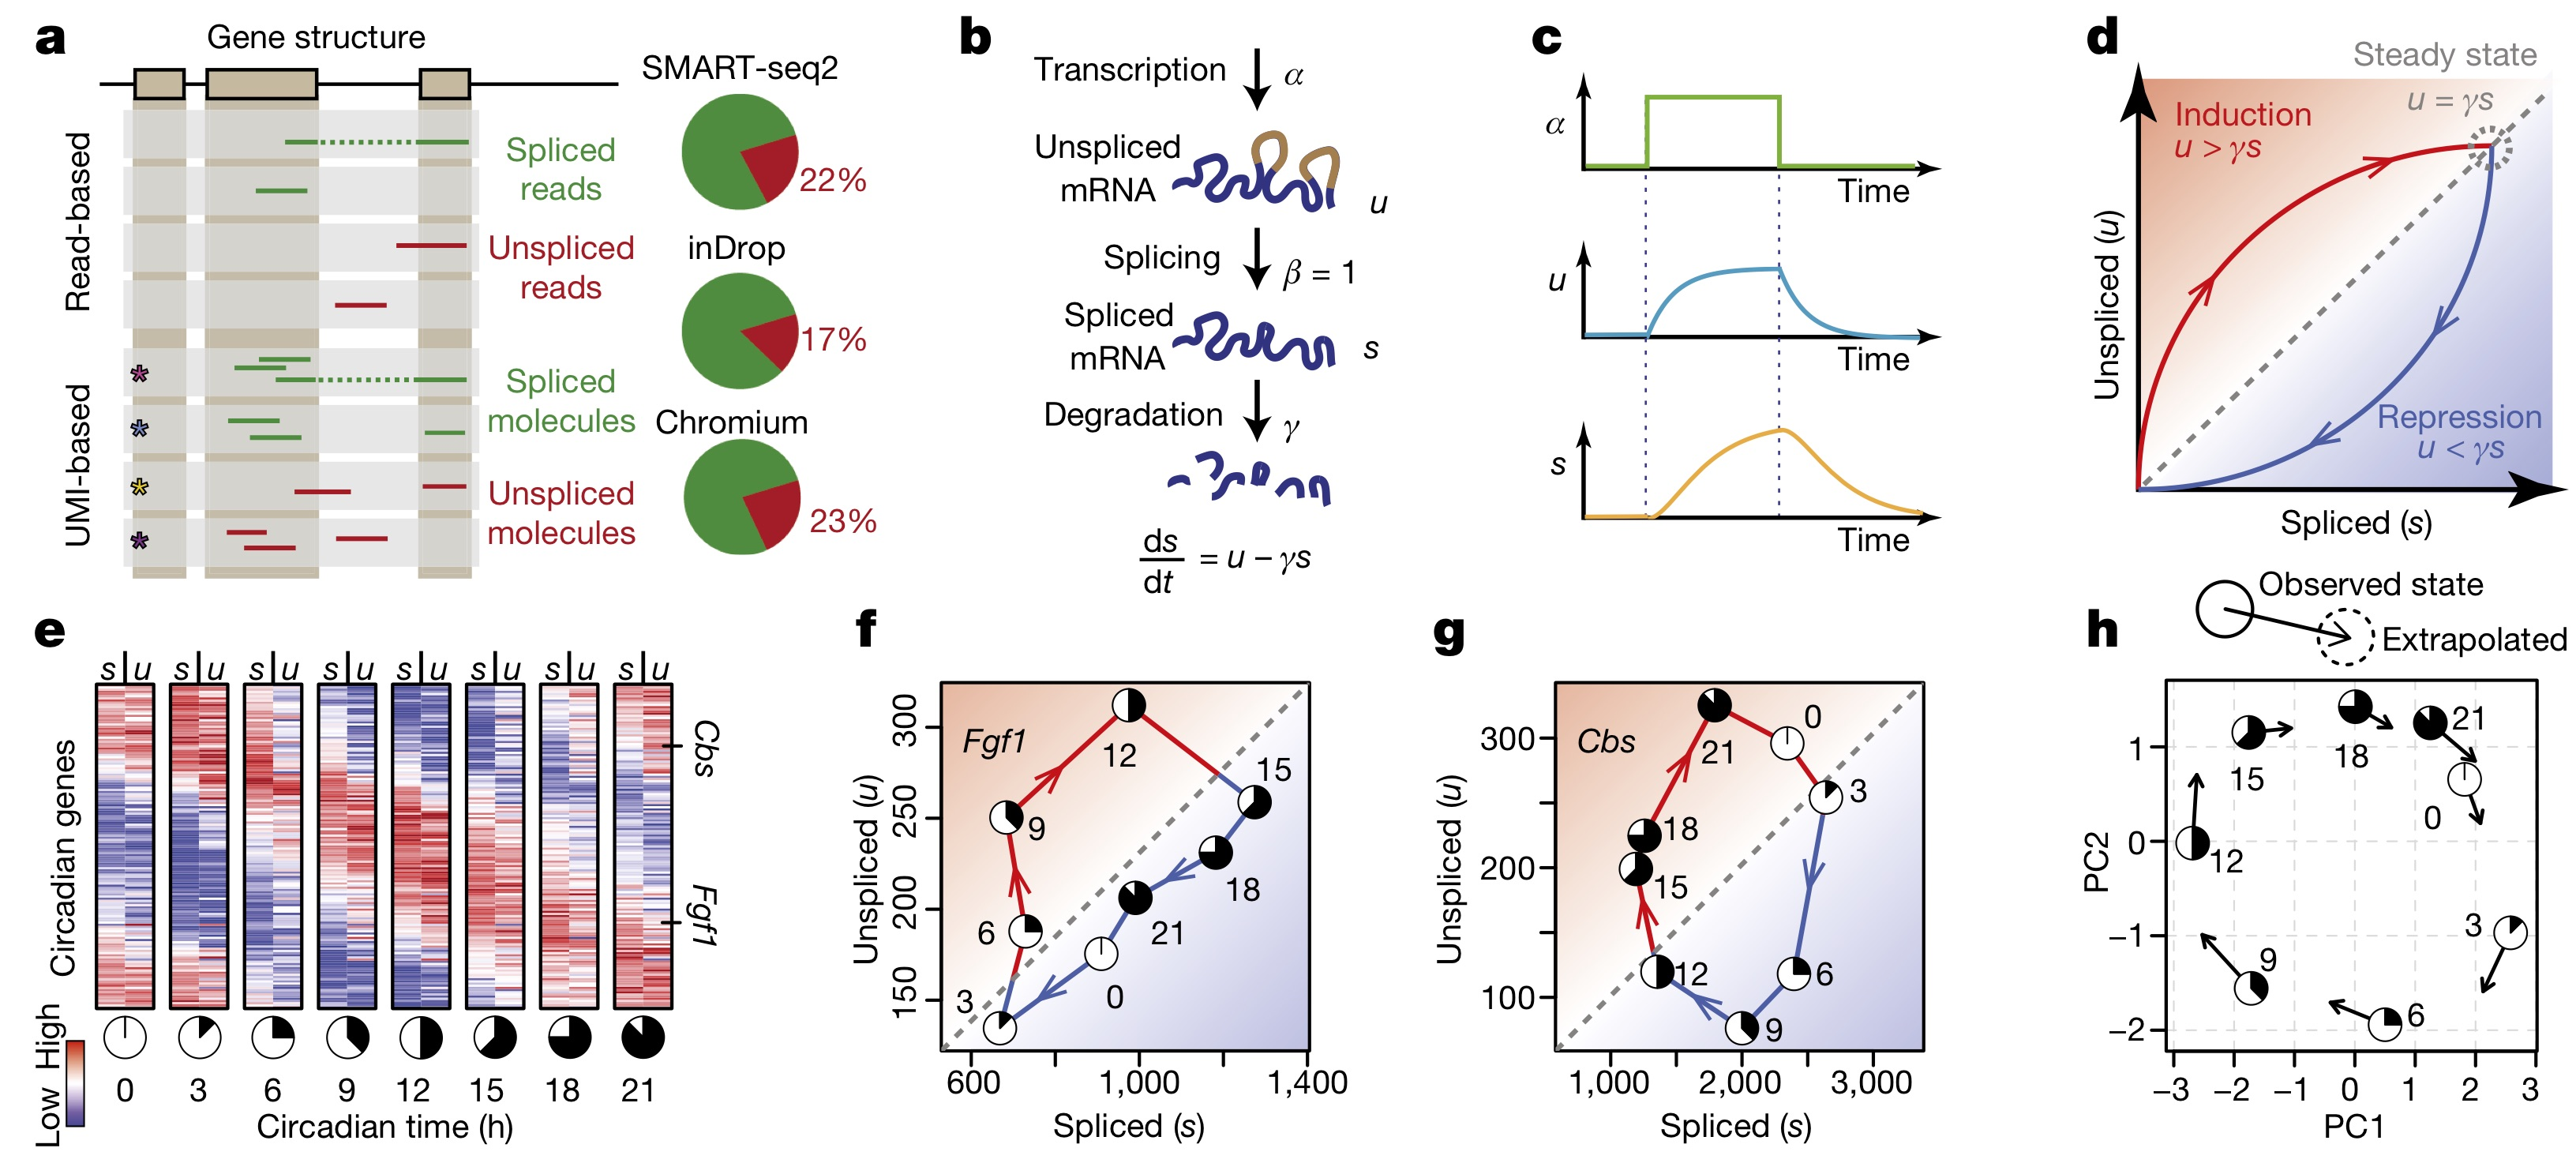 a
Gene structure
Read-based
UMI-based
Spliced
reads
Unspliced
reads
Spliced
molecules
Unspliced
molecules
*
*
*
*
SMART-seq2
22%
inDrop
17%
Chromium
23%
b
Transcription
α
Unspliced
mRNA
u
Splicing
β = 1
Spliced
mRNA
s
Degradation
γ
ds
dt
= u − γs
c
α
Time
u
Time
s
Time
d
Steady state
u = γs
Induction
u > γs
Repression
u < γs
Unspliced (u)
Spliced (s)
e
s u s u s u s u s u s u s u s u
Circadian genes
Cbs
Fgf1
High
Low
0 3 6 9 12 15 18 21
Circadian time (h)
f
Fgf1
Unspliced (u)
300
250
200
150
12
15
9
18
6
21
0
3
600 1,000 1,400
Spliced (s)
g
Cbs
Unspliced (u)
300
200
100
0
21
3
18
15
12
6
9
1,000 2,000 3,000
Spliced (s)
h
Observed state
Extrapolated
PC2
1
0
−1
−2
15
18
21
0
12
3
9
6
−3 −2 −1 0 1 2 3
PC1